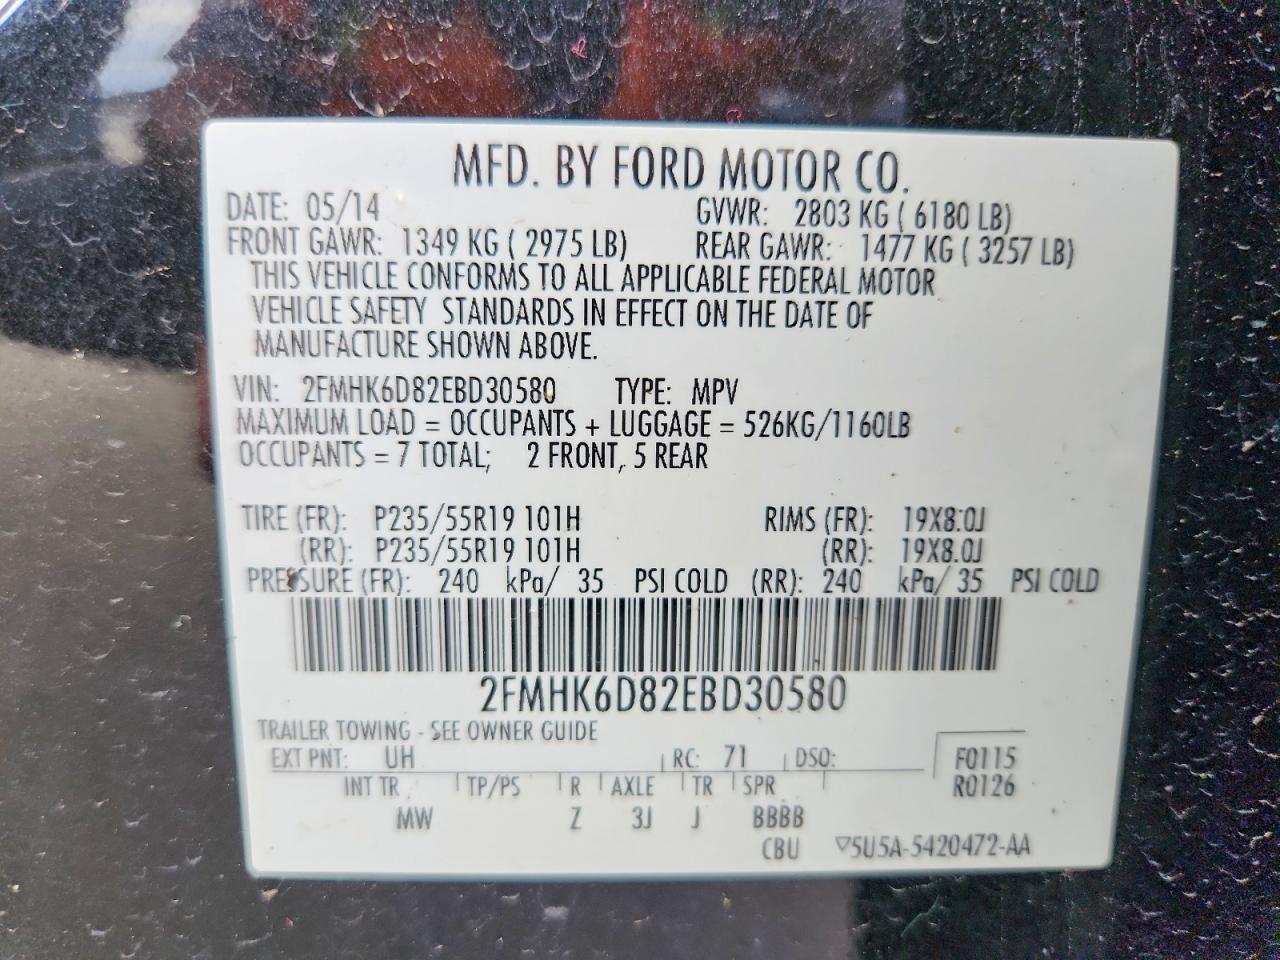 MFD. BY FORD MOTOR CO.
DATE: 05/14 GVWR: 2803 KG ( 6180 LB)
FRONT GAWR: 1349 KG ( 2975 LB) REAR GAWR: 1477 KG ( 3257 LB)
THIS VEHICLE CONFORMS TO ALL APPLICABLE FEDERAL MOTOR
VEHICLE SAFETY STANDARDS IN EFFECT ON THE DATE OF
MANUFACTURE SHOWN ABOVE.
VIN: 2FMHK6D82EBD30580 TYPE: MPV
MAXIMUM LOAD = OCCUPANTS + LUGGAGE = 526KG/1160LB
OCCUPANTS = 7 TOTAL; 2 FRONT, 5 REAR
TIRE (FR): P235/55R19 101H RIMS (FR): 19X8.0J
(RR): P235/55R19 101H (RR): 19X8.0J
PRESSURE (FR): 240 kPa/ 35 PSI COLD (RR): 240 kPa/ 35 PSI COLD
2FMHK6D82EBD30580
TRAILER TOWING - SEE OWNER GUIDE
EXT PNT: UH RC: 71 DSO: F0115
INT TR TP/PS R AXLE TR SPR R0126
MW Z 3J J BBBB
CBU ▽5U5A-5420472-AA